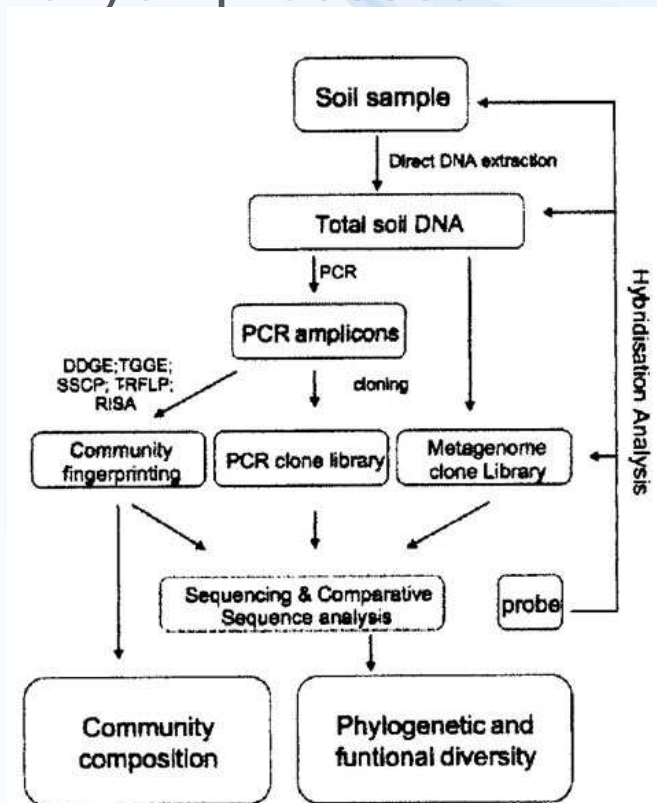 Soil sample
Direct DNA extraction
Total soil DNA
PCR
PCR amplicons
DDGE;TGGE;
SSCP; TRFLP;
RISA
cloning
Community
fingerprinting
PCR clone library
Metagenome
clone Library
Hybridisation Analysis
Sequencing & Comparative
Sequence analysis
probe
Community
composition
Phylogenetic and
funtional diversity